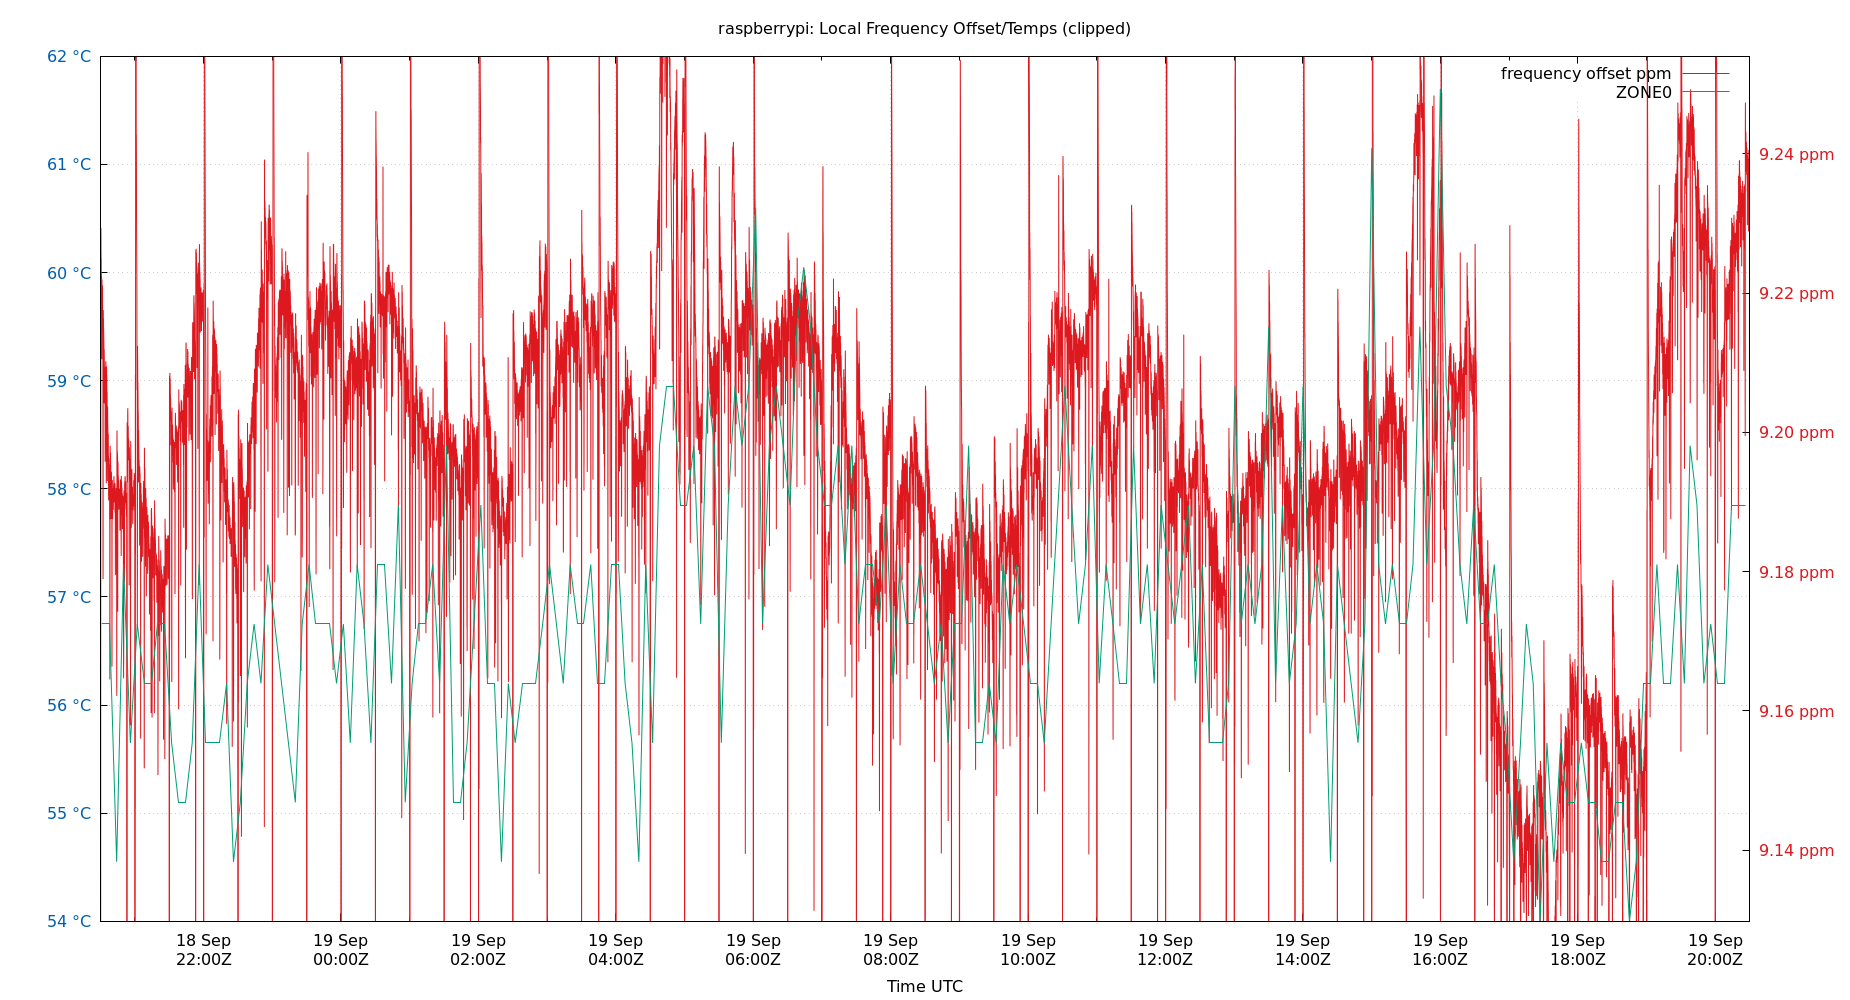 raspberrypi: Local Frequency Offset/Temps (clipped)
62 °C
61 °C
60 °C
59 °C
58 °C
57 °C
56 °C
55 °C
54 °C
frequency offset ppm
ZONE0
9.24 ppm
9.22 ppm
9.20 ppm
9.18 ppm
9.16 ppm
9.14 ppm
18 Sep
22:00Z
19 Sep
00:00Z
19 Sep
02:00Z
19 Sep
04:00Z
19 Sep
06:00Z
19 Sep
08:00Z
19 Sep
10:00Z
19 Sep
12:00Z
19 Sep
14:00Z
19 Sep
16:00Z
19 Sep
18:00Z
19 Sep
20:00Z
Time UTC